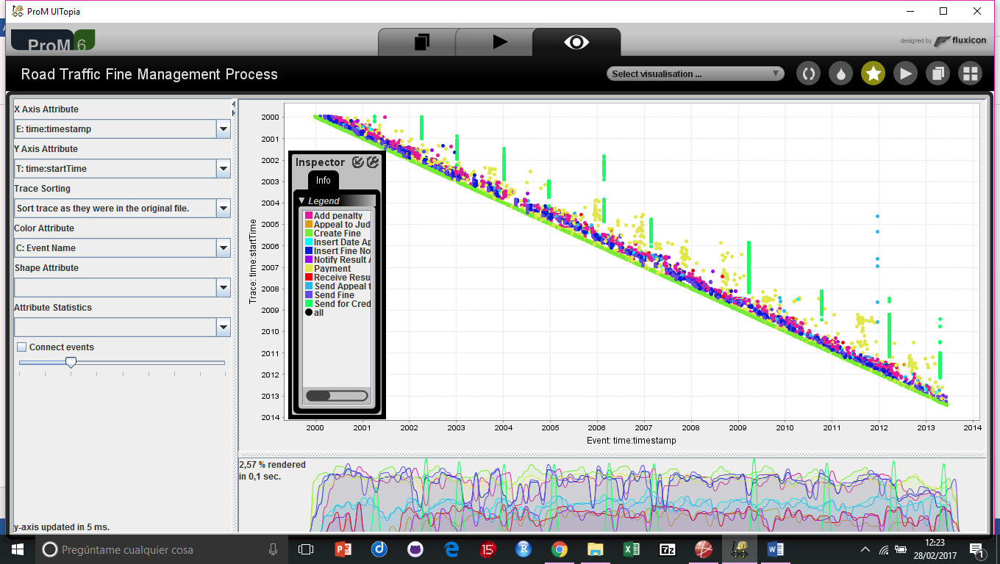 ProM UITopia
ProM 6
designed by fluxicon
Road Traffic Fine Management Process
Select visualisation ...
X Axis Attribute
E: time:timestamp
Y Axis Attribute
T: time:startTime
Trace Sorting
Sort trace as they were in the original file.
Color Attribute
C: Event Name
Shape Attribute
Attribute Statistics
Connect events
y-axis updated in 5 ms.
Inspector
Info
Legend
Add penalty
Appeal to Jud
Create Fine
Insert Date Ap
Insert Fine No
Notify Result A
Payment
Receive Resu
Send Appeal t
Send Fine
Send for Cred
all
Trace: time:startTime
2000
2001
2002
2003
2004
2005
2006
2007
2008
2009
2010
2011
2012
2013
2014
2000 2001 2002 2003 2004 2005 2006 2007 2008 2009 2010 2011 2012 2013 2014
Event: time:timestamp
2,57 % rendered
in 0,1 sec.
Pregúntame cualquier cosa
15
R
7z
12:23
28/02/2017
1